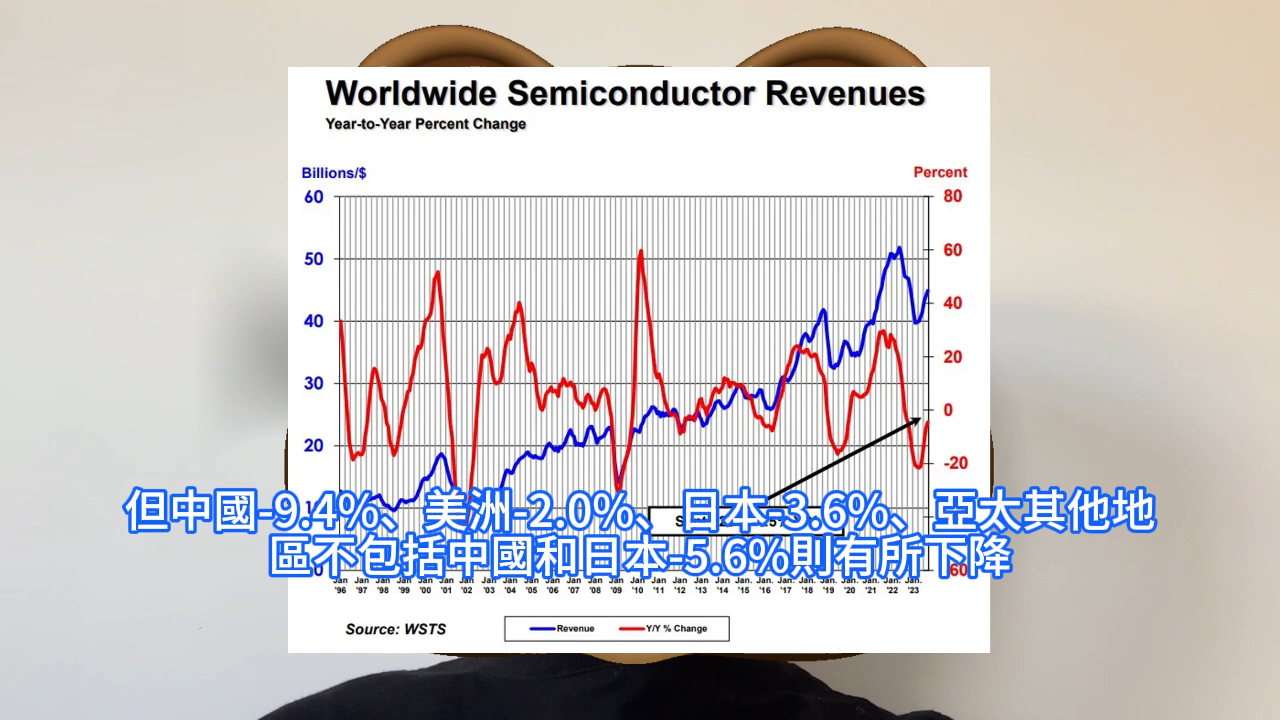 Worldwide Semiconductor Revenues
Year-to-Year Percent Change
Billions/$
Percent
60
80
50
60
40
40
20
30
0
20
-20
但中國-9.4%、美洲-2.0%、日本-3.6%、亞太其他地
區不包括中國和日本-5.6%則有所下降
Jan Jan Jan Jan Jan Jan Jan Jan. Jan. Jan. Jan. Jan. Jan. Jan. Jan. Jan. Jan. Jan. Jan. Jan. Jan. Jan. Jan. Jan. Jan. Jan. Jan. Jan.
'96 '97 '98 '99 '00 '01 '02 '03 '04 '05 '06 '07 '08 '09 '10 '11 '12 '13 '14 '15 '16 '17 '18 '19 '20 '21 '22 '23
Source: WSTS
Revenue
Y/Y % Change